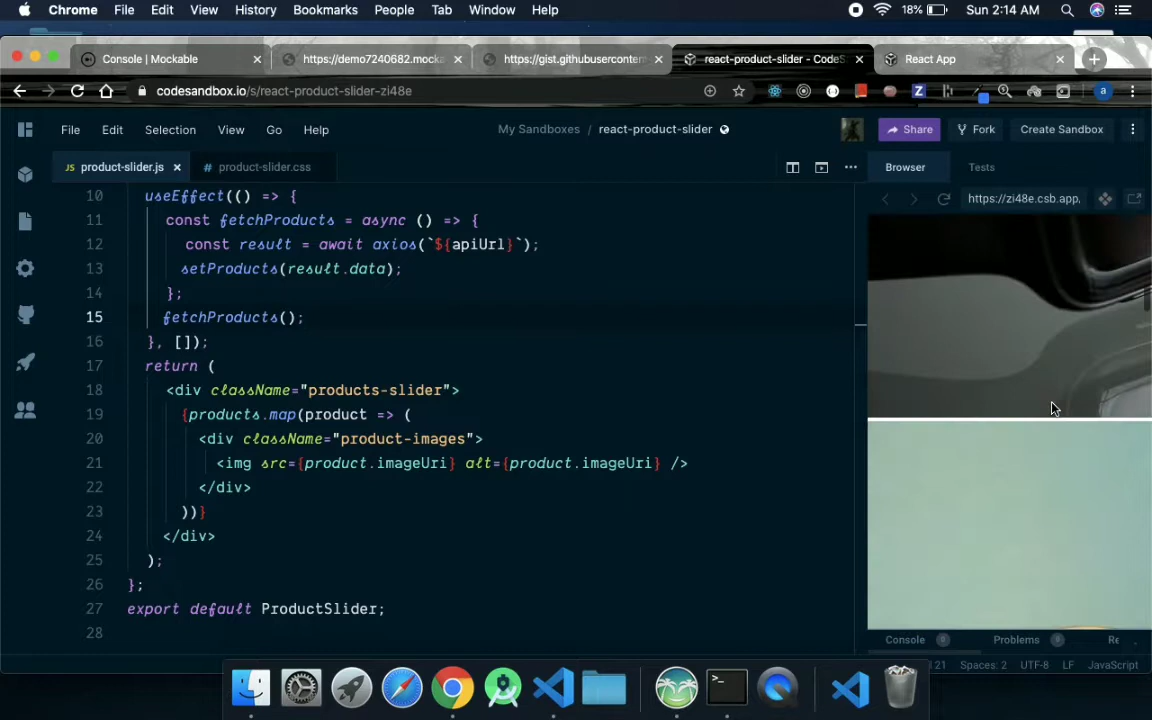 Chrome File Edit View History Bookmarks People Tab Window Help 18% Sun 2:14 AM
Console | Mockable https://demo7240682.mocka https://gist.githubusercontent react-product-slider - CodeS React App
codesandbox.io/s/react-product-slider-zi48e Z a
File Edit Selection View Go Help My Sandboxes / react-product-slider Share Fork Create Sandbox
JS product-slider.js # product-slider.css Browser Tests
https://zi48e.csb.app,
10 useEffect(() => {
11 const fetchProducts = async () => {
12 const result = await axios(`${apiUrl}`);
13 setProducts(result.data);
14 };
15 fetchProducts();
16 }, []);
17 return (
18 <div className="products-slider">
19 {products.map(product => (
20 <div className="product-images">
21 <img src={product.imageUri} alt={product.imageUri} />
22 </div>
23 ))}
24 </div>
25 );
26 };
27 export default ProductSlider;
28
Console 0 Problems 0 Re
21 Spaces: 2 UTF-8 LF JavaScript